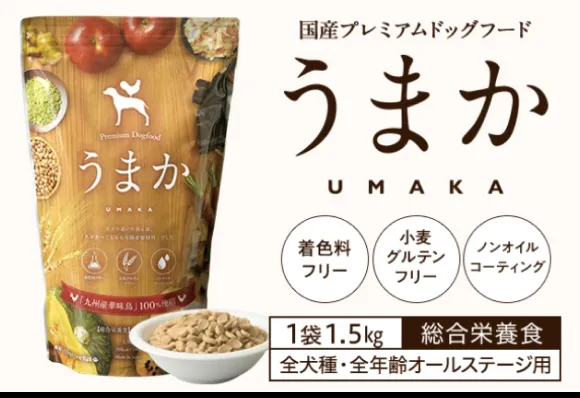 国産プレミアムドッグフード
うまか
UMAKA
着色料
フリー
小麦
グルテン
フリー
ノンオイル
コーティング
1袋1.5kg
総合栄養食
全犬種・全年齢オールステージ用
Premium Dogfood
うまか
UMAKA
「九州産華味鳥」100%使用